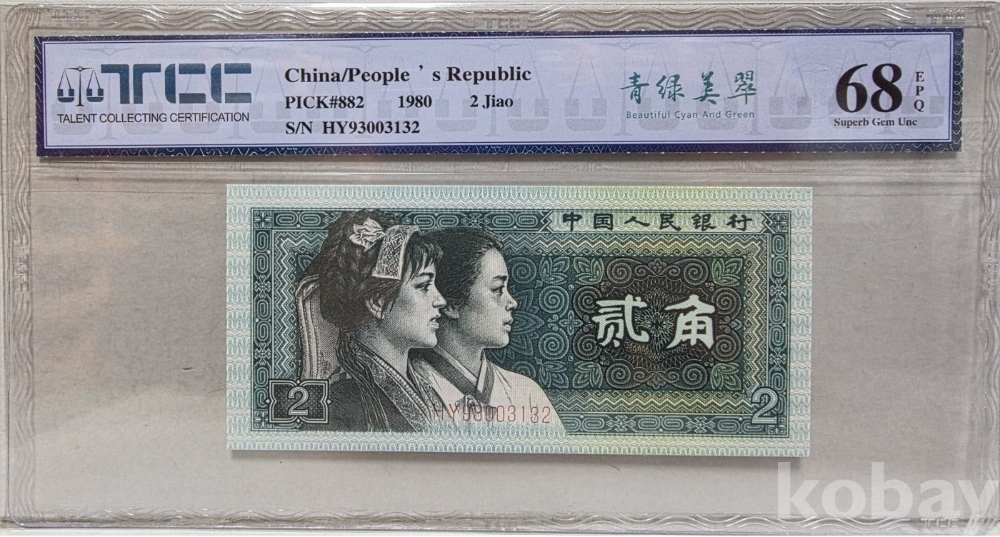 TCC
TALENT COLLECTING CERTIFICATION
China/People ’ s Republic
PICK#882 1980 2 Jiao
S/N HY93003132
青绿美翠
Beautiful Cyan And Green
68 EPQ
Superb Gem Unc
中国人民银行
贰角
2
2
HY93003132
kobay